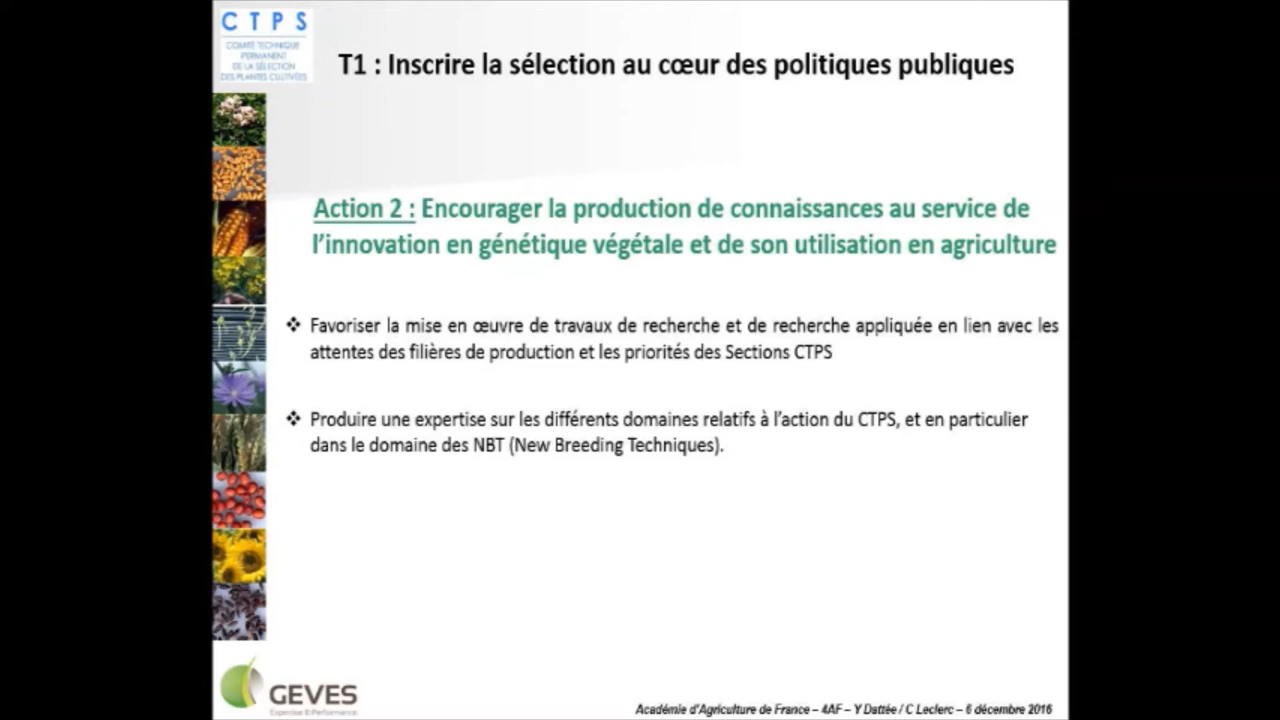 CTPS
COMITÉ TECHNIQUE
PERMANENT
DE LA SÉLECTION
DES PLANTES CULTIVÉES
T1 : Inscrire la sélection au cœur des politiques publiques
Action 2 : Encourager la production de connaissances au service de
l'innovation en génétique végétale et de son utilisation en agriculture
❖ Favoriser la mise en œuvre de travaux de recherche et de recherche appliquée en lien avec les
attentes des filières de production et les priorités des Sections CTPS
❖ Produire une expertise sur les différents domaines relatifs à l'action du CTPS, et en particulier
dans le domaine des NBT (New Breeding Techniques).
GEVES
Expertise & Performance
Académie d'Agriculture de France – 4AF – Y Dattée / C Leclerc – 6 décembre 2016